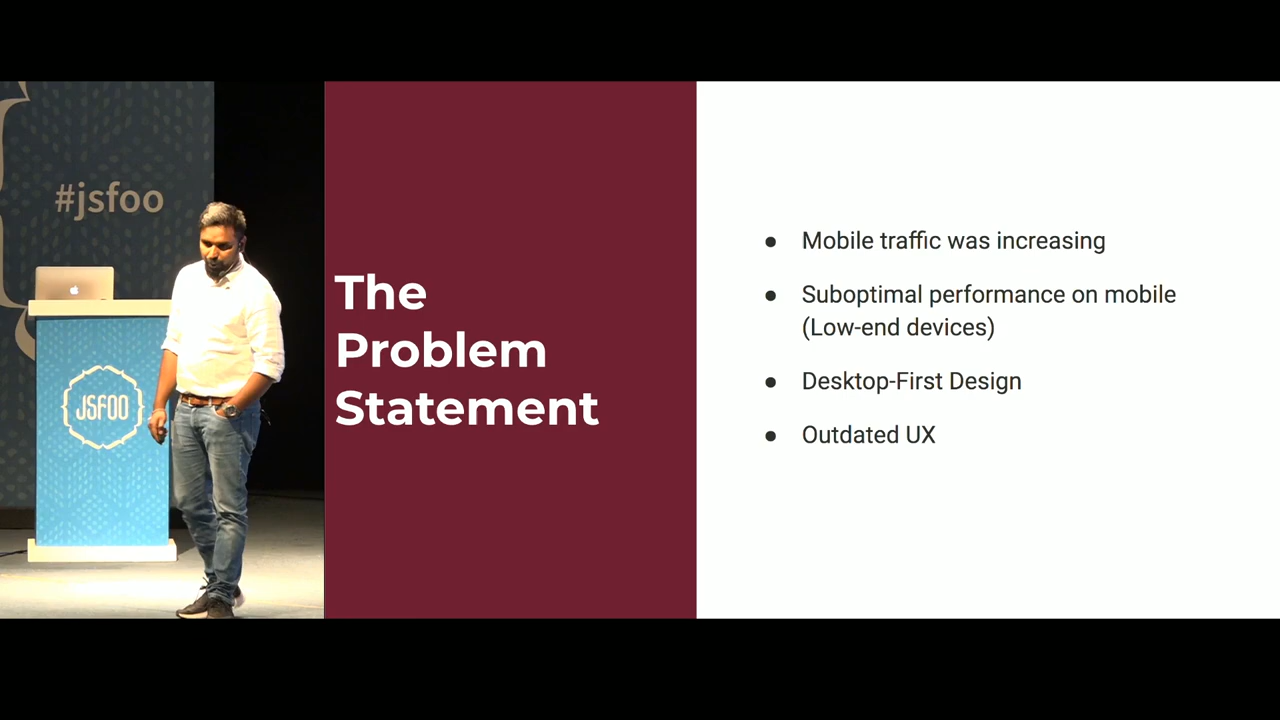 #jsfoo
JSFOO
The
Problem
Statement
● Mobile traffic was increasing
● Suboptimal performance on mobile
(Low-end devices)
● Desktop-First Design
● Outdated UX